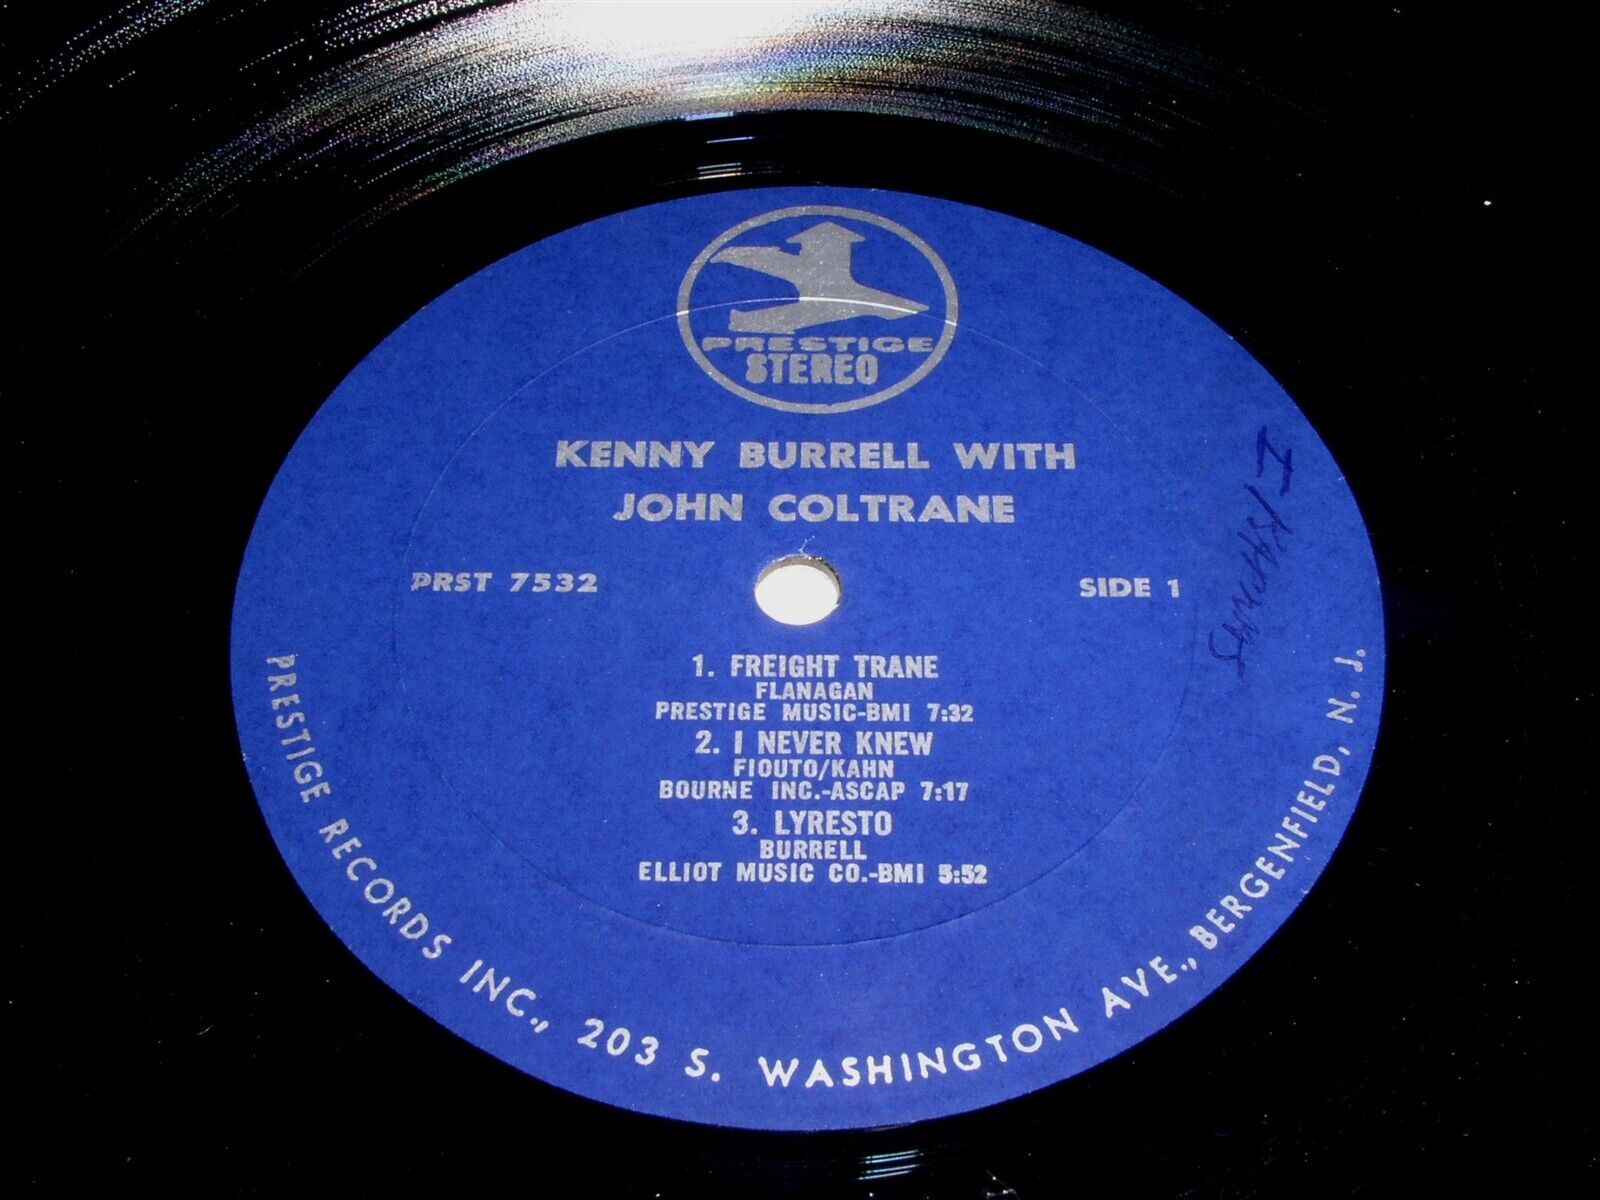 PRESTIGE
STEREO
KENNY BURRELL WITH
JOHN COLTRANE
PRST 7532
SIDE 1
1. FREIGHT TRANE
FLANAGAN
PRESTIGE MUSIC-BMI 7:32
2. I NEVER KNEW
FIOUTO/KAHN
BOURNE INC.-ASCAP 7:17
3. LYRESTO
BURRELL
ELLIOT MUSIC CO.-BMI 5:52
PRESTIGE RECORDS INC., 203 S. WASHINGTON AVE., BERGENFIELD, N. J.